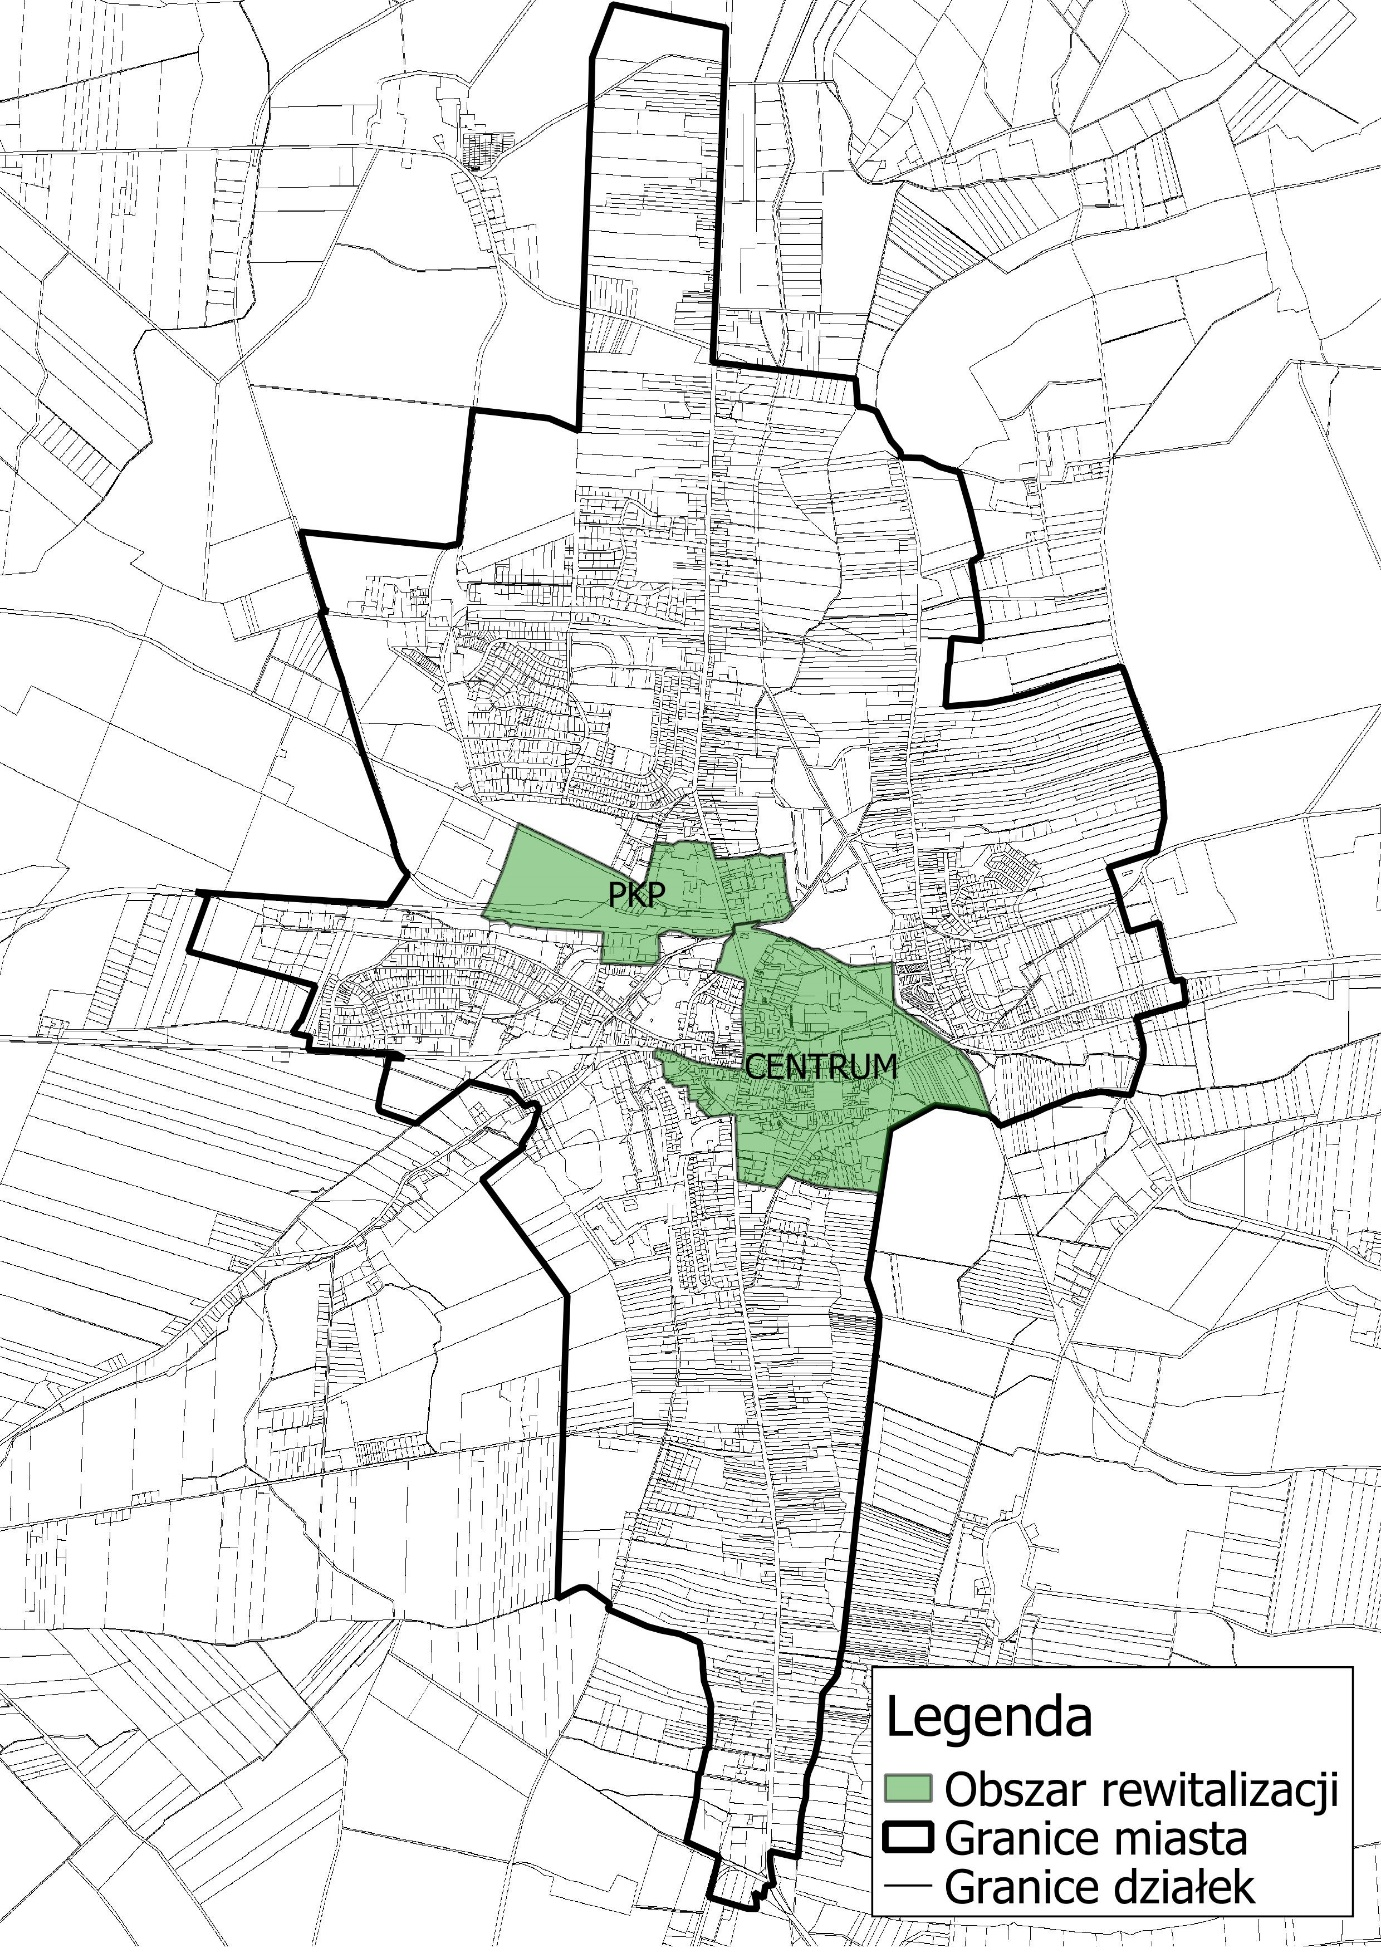 PKP
CENTRUM
Legenda
Obszar rewitalizacji
Granice miasta
Granice działek